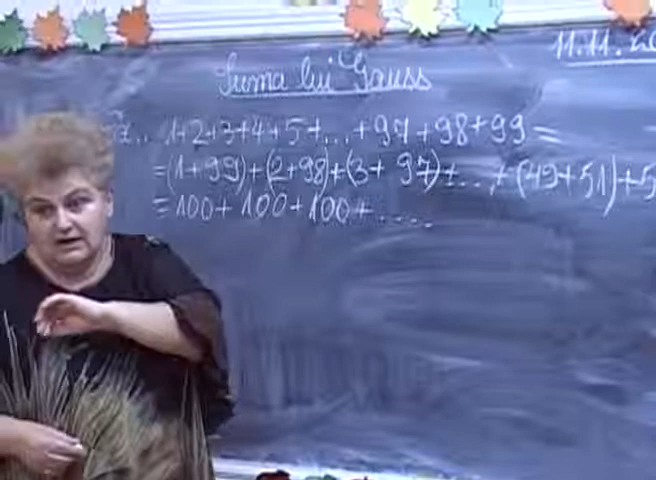 11.11.20
Suma lui Gauss
Ex.. 1+2+3+4+5+...+97+98+99=
=(1+99)+(2+98)+(3+97)+...+(49+51)+5
=100+100+100+.....